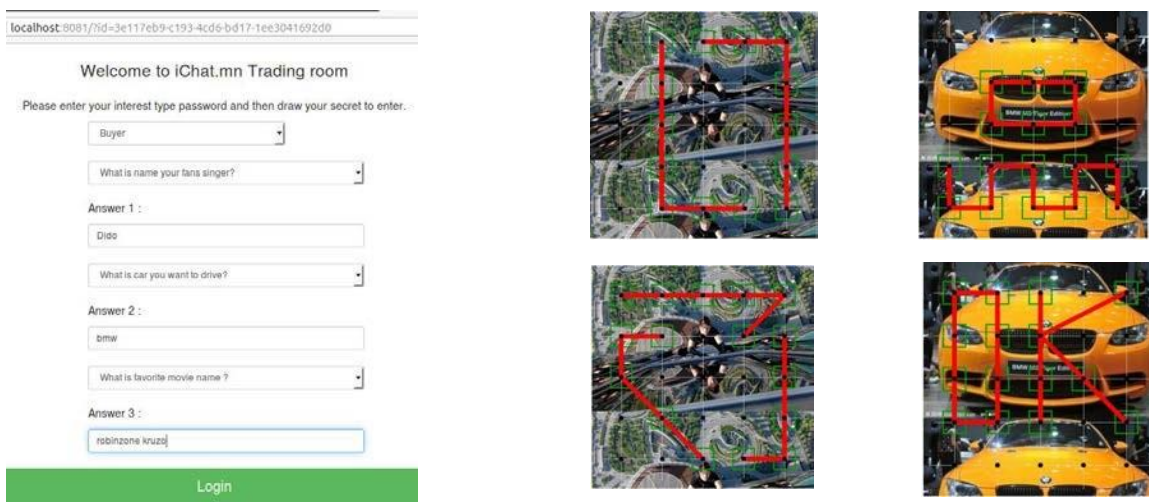 localhost:8081/?id=3e117eb9-c193-4cd6-bd17-1ee3041692d0
Welcome to iChat.mn Trading room
Please enter your interest type password and then draw your secret to enter.
Buyer
What is name your fans singer?
Answer 1 :
Dido
What is car you want to drive?
Answer 2 :
bmw
What is favorite movie name ?
Answer 3 :
robinzone kruzo
Login